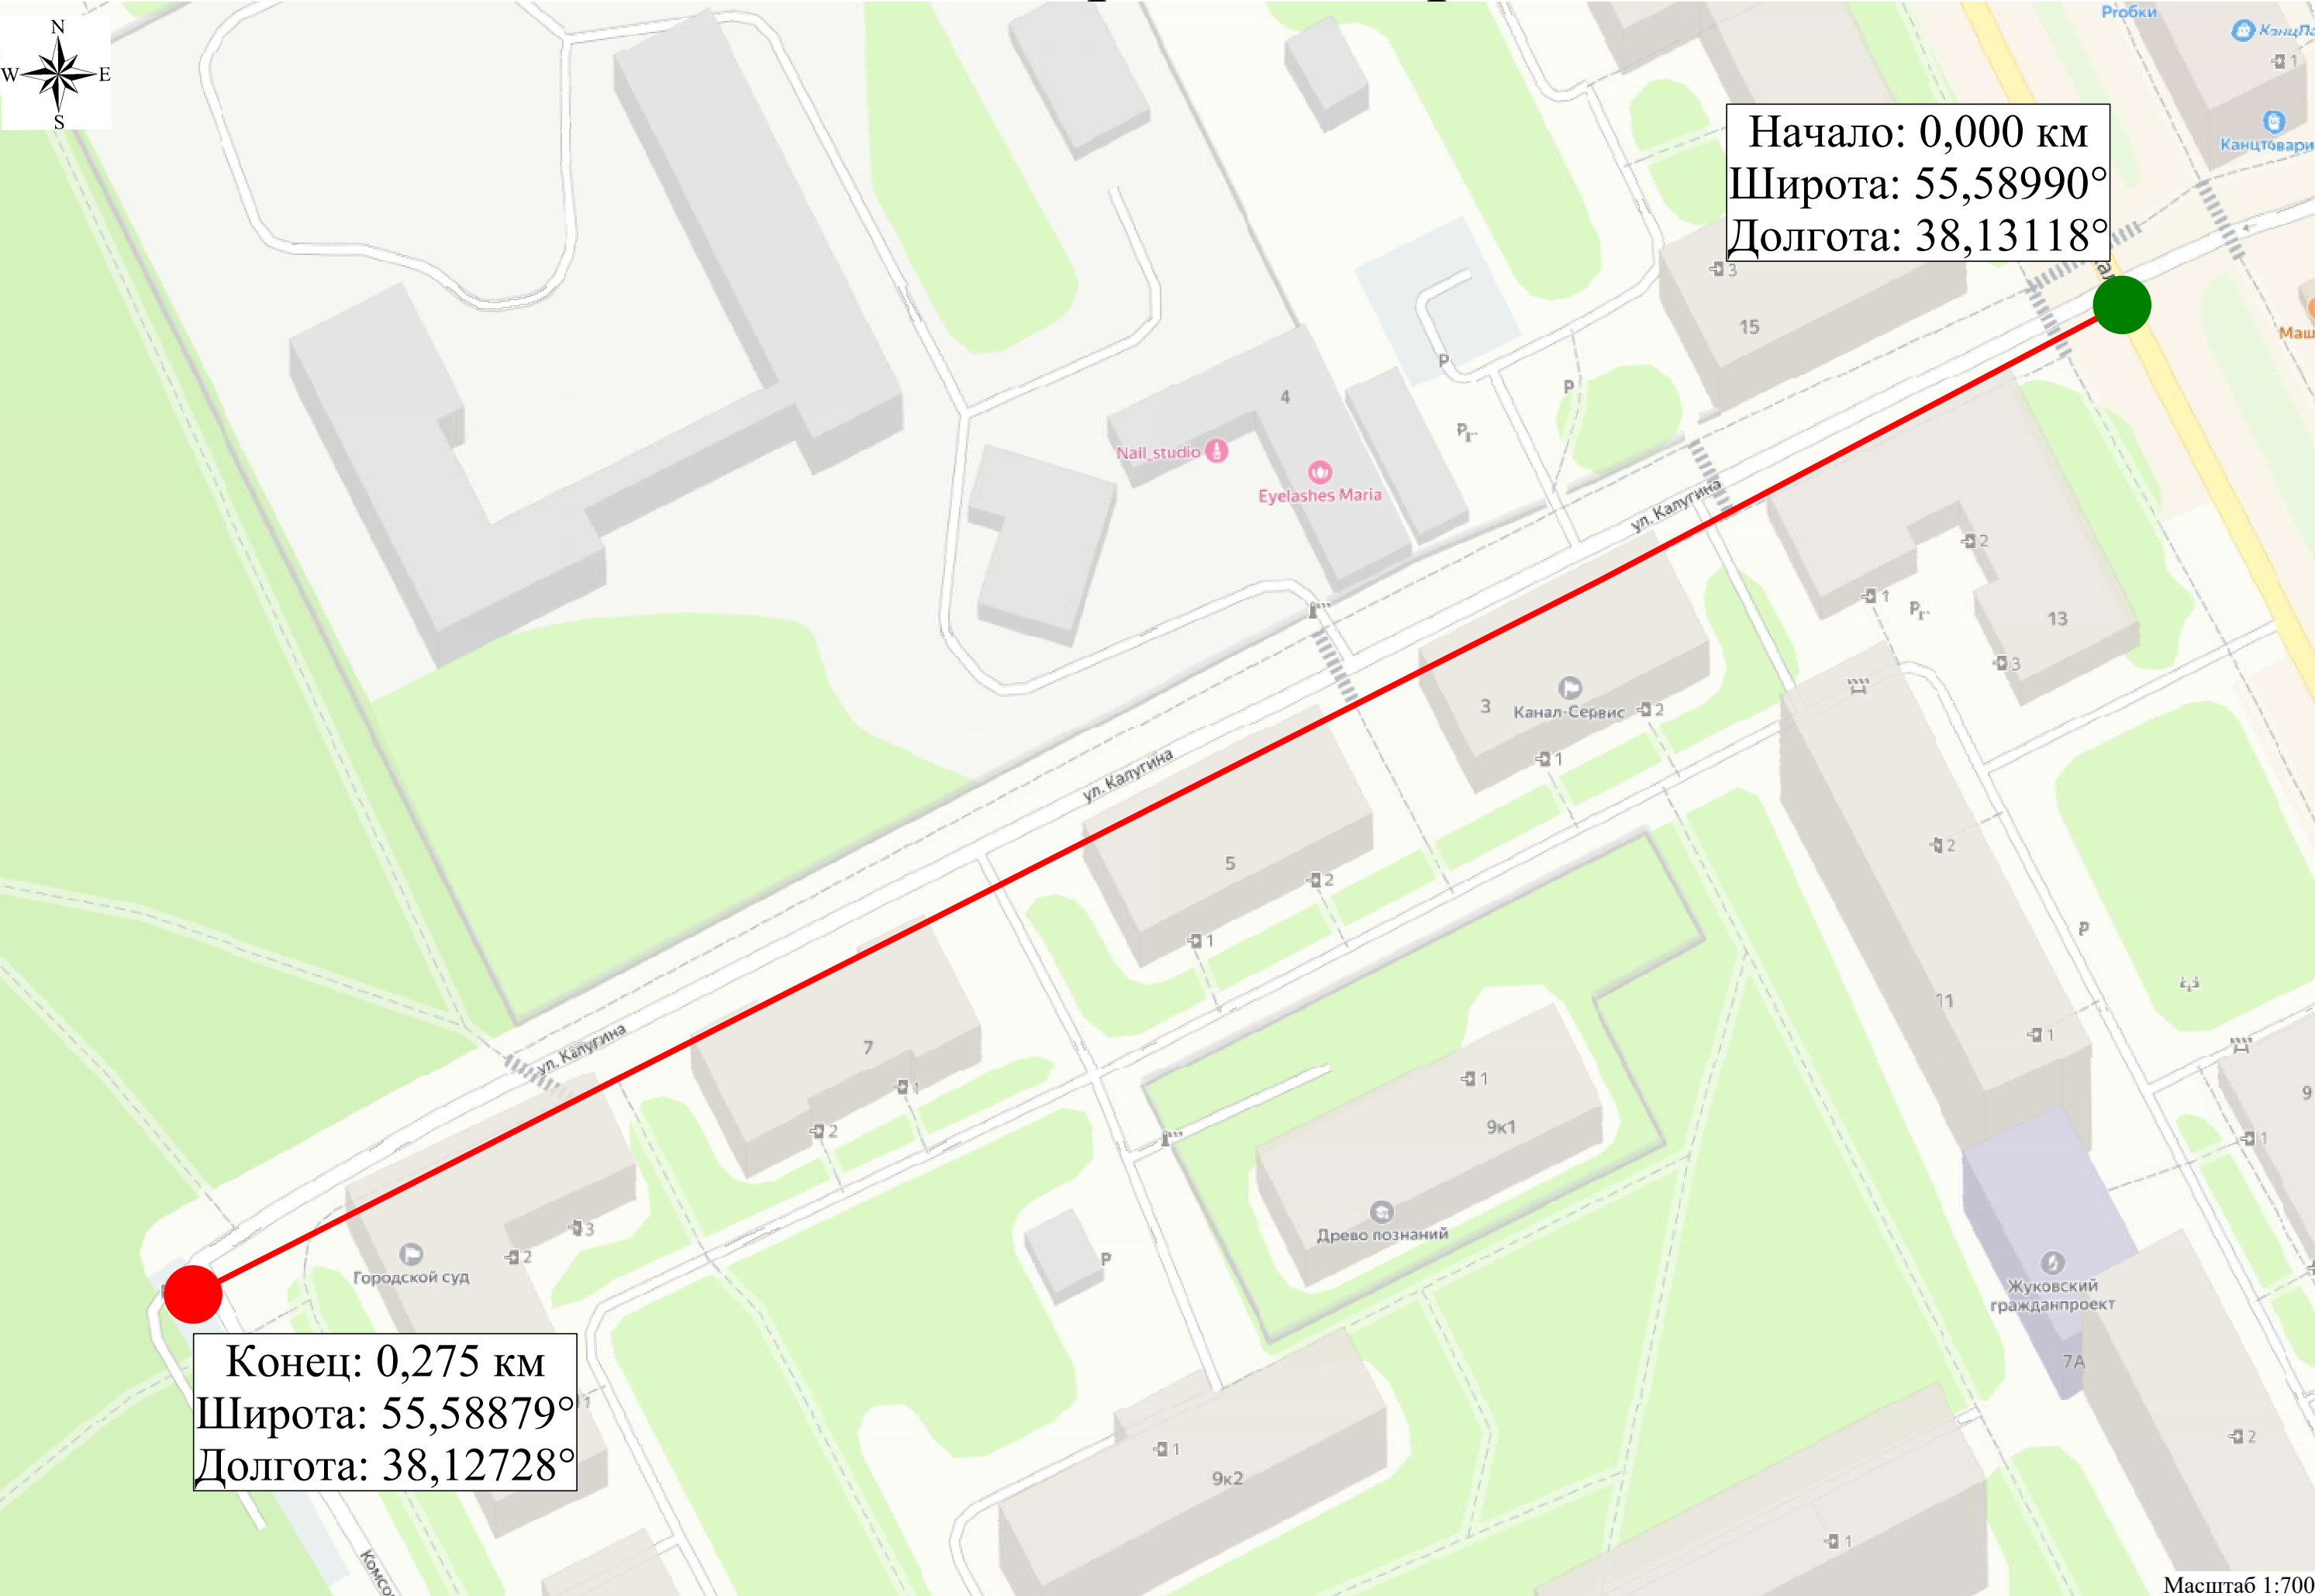 N
W E
S
Prобки
1
Начало: 0,000 км
Широта: 55,58990°
Долгота: 38,13118°
3
15
P
P
P
4
Nail_studio
Eyelashes Maria
ул. Калугина
2
1
P
13
3
3
Канал-Сервис
2
1
ул. Калугина
5
2
1
2
P
11
1
ул. Калугина
7
1
2
1
9к1
9
1
Древо познаний
P
3
2
Городской суд
Жуковский
гражданпроект
7А
Конец: 0,275 км
Широта: 55,58879°
Долгота: 38,12728°
1
1
9к2
2
1
Масштаб 1:700